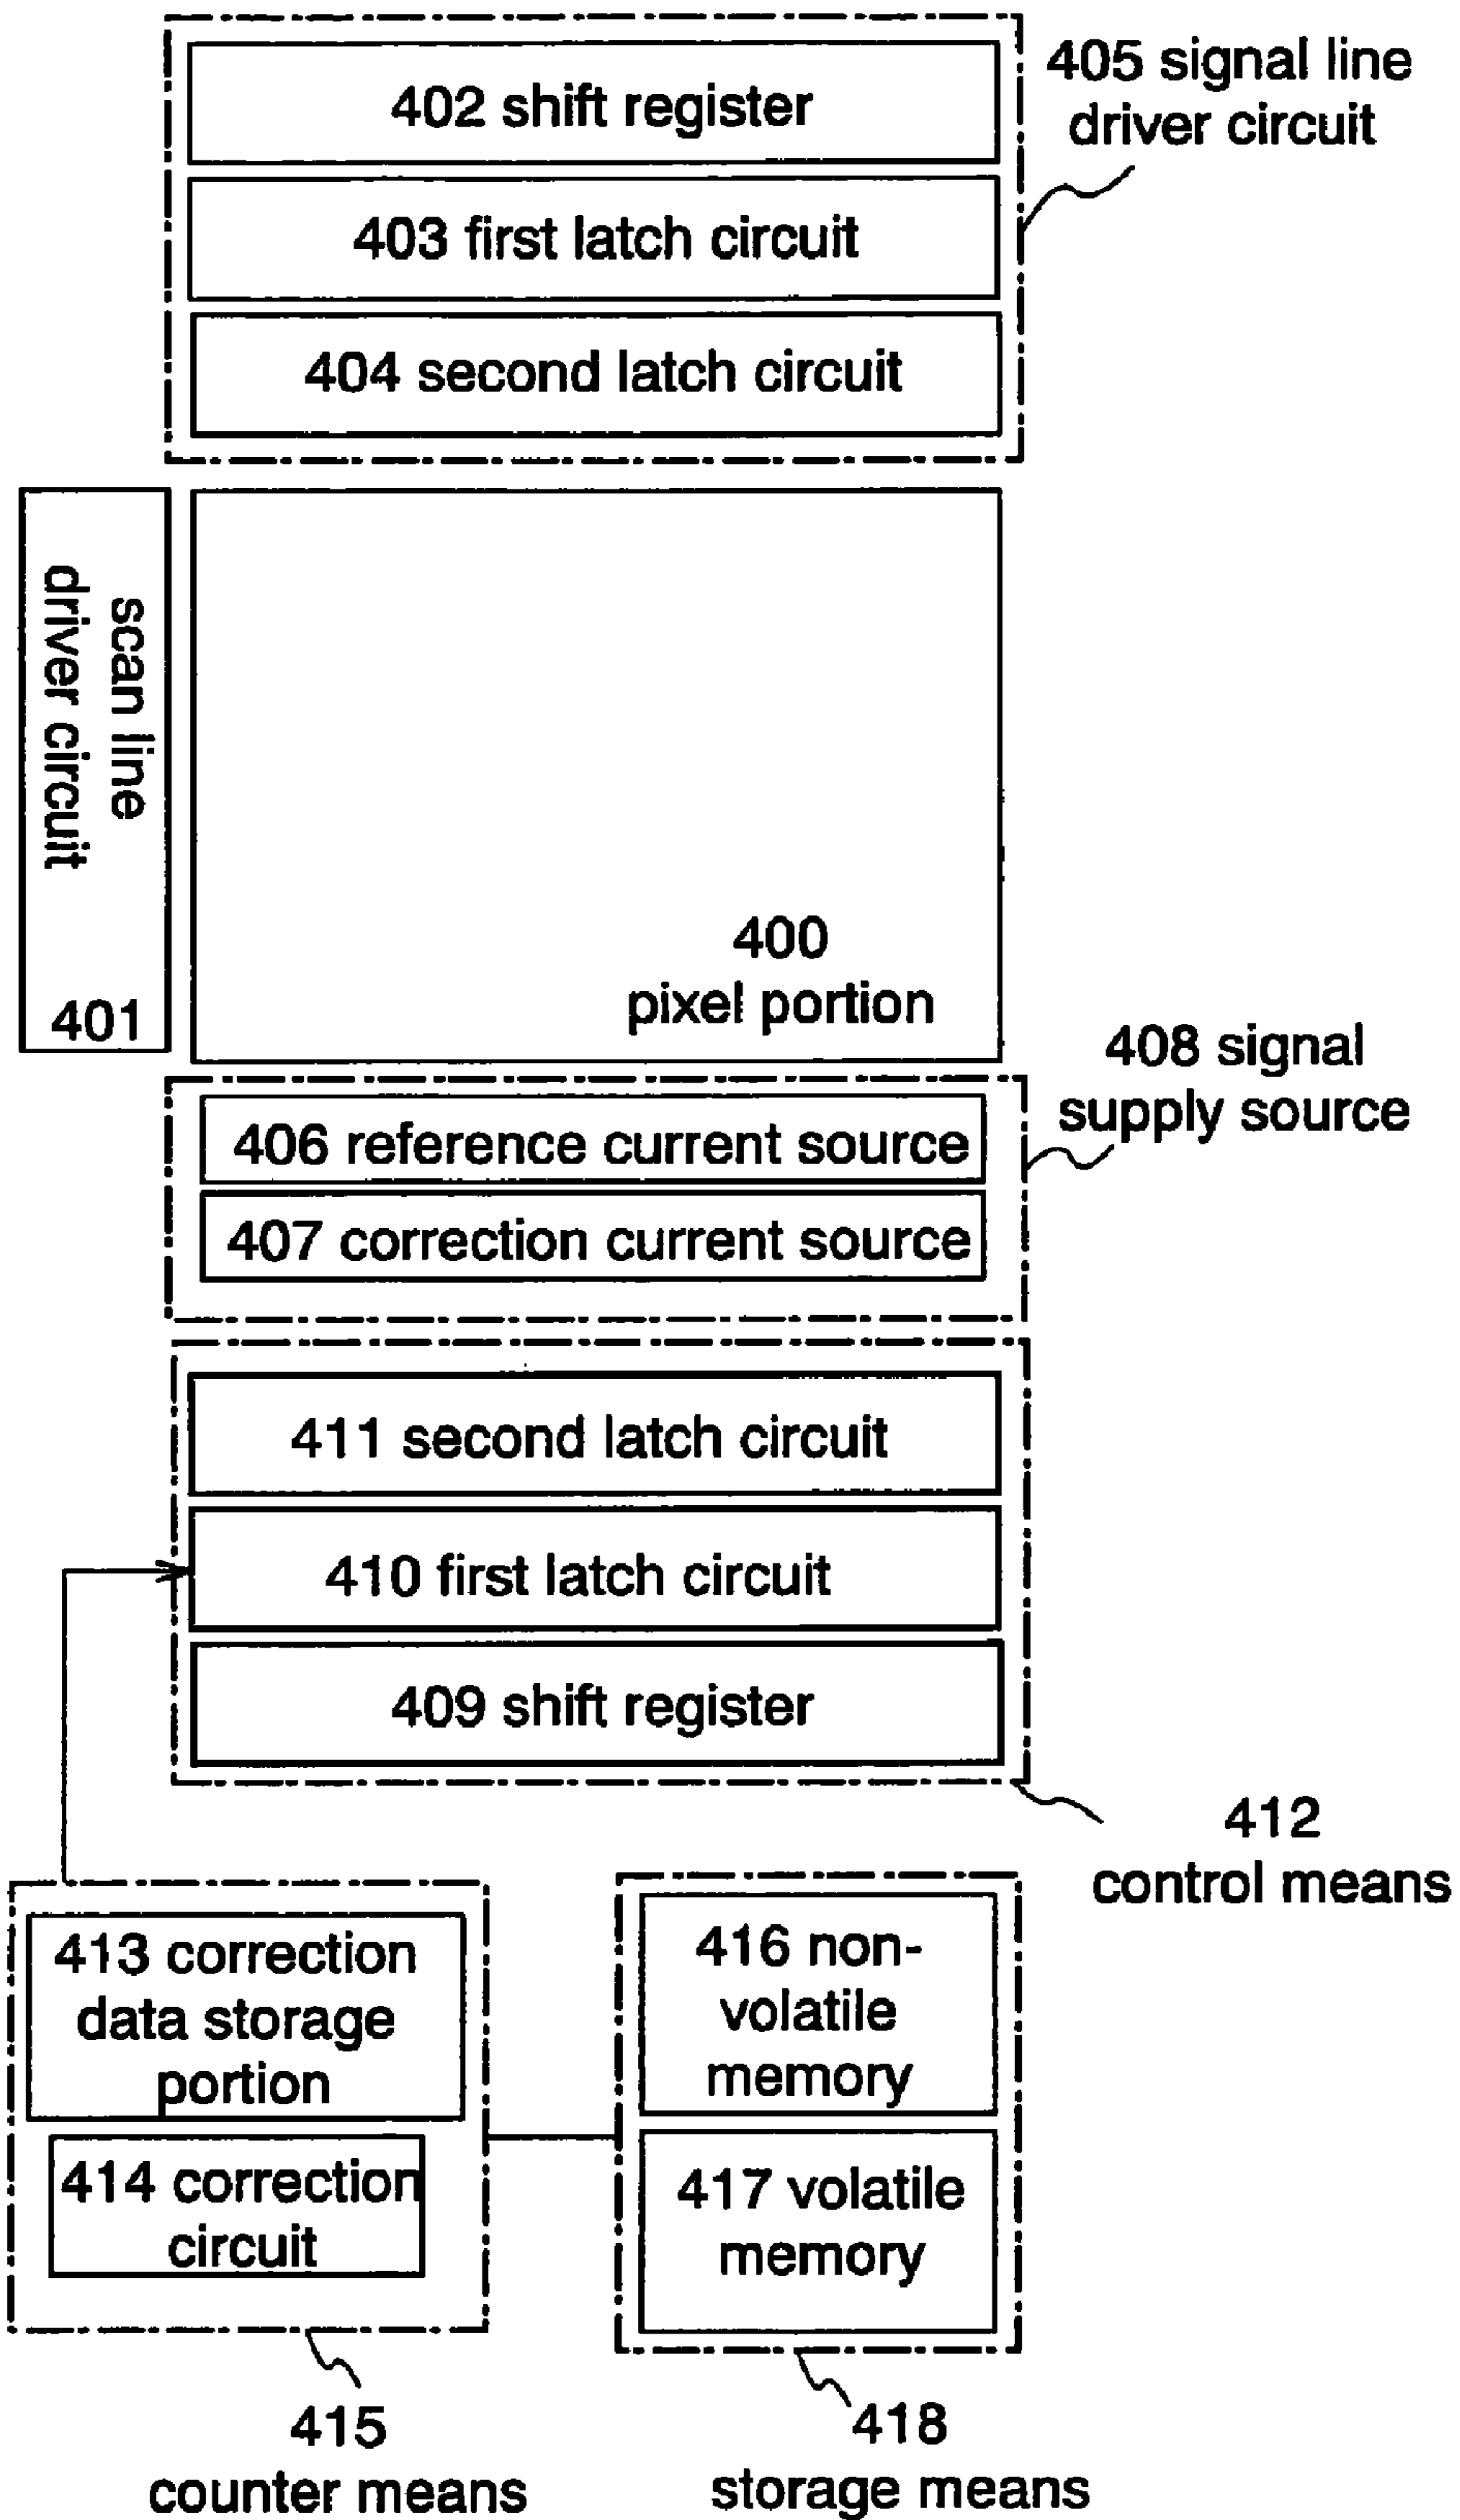 402 shift register
405 signal line
driver circuit
403 first latch circuit
404 second latch circuit
scan line
driver circuit
401
400
pixel portion
408 signal
supply source
406 reference current source
407 correction current source
411 second latch circuit
410 first latch circuit
409 shift register
412
control means
413 correction
data storage
portion
414 correction
circuit
416 non-
volatile
memory
417 volatile
memory
415
counter means
418
storage means